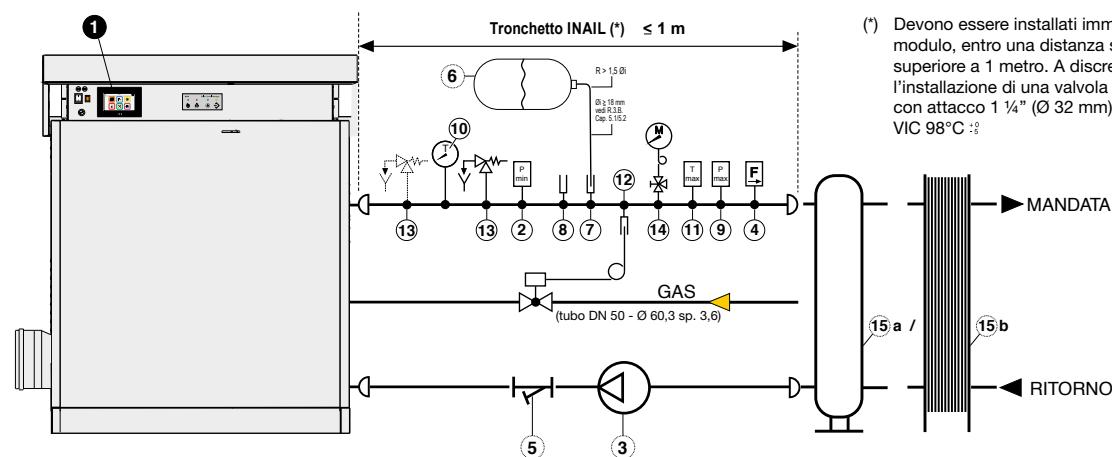 1
Tronchetto INAIL (*) ≤ 1 m
(*) Devono essere installati imm
modulo, entro una distanza s
superiore a 1 metro. A discre
l'installazione di una valvola
con attacco 1 ¼" (Ø 32 mm)
VIC 98°C +0 -5
6
R > 1,5 Øi
Øi ≥ 18 mm
vedi R.3.B.
Cap. 5.1/5.2
10
T
M
P min
12
T max
P max
F
13
13
2
8
7
14
11
9
4
MANDATA
GAS
(tubo DN 50 - Ø 60,3 sp. 3,6)
15 a / 15 b
RITORNO
5
3